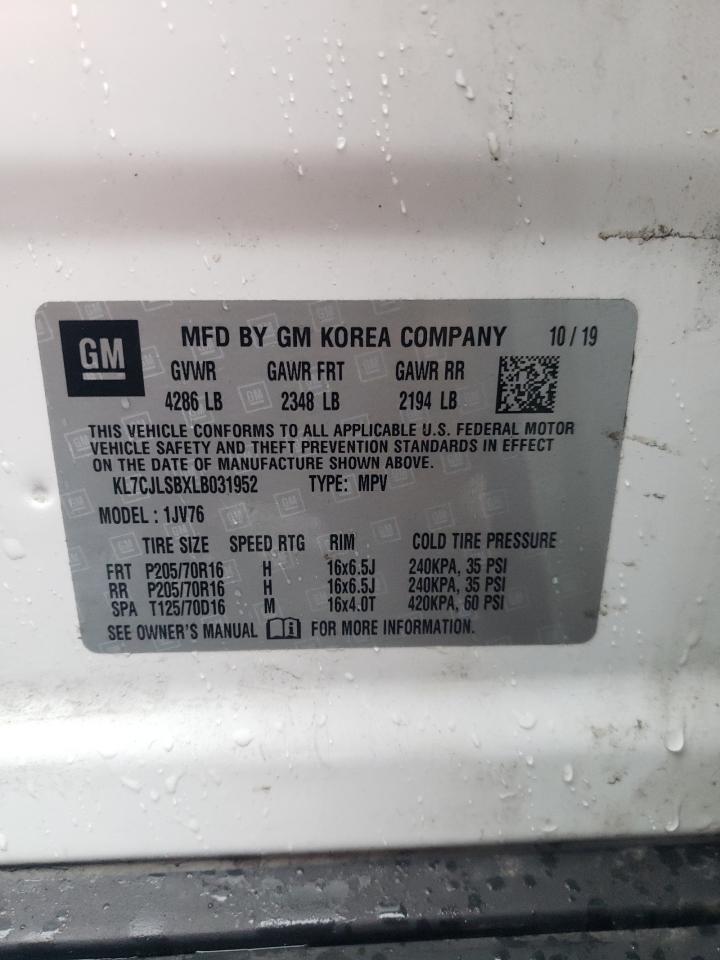 GM MFD BY GM KOREA COMPANY 10 / 19
GVWR GAWR FRT GAWR RR
4286 LB 2348 LB 2194 LB
THIS VEHICLE CONFORMS TO ALL APPLICABLE U.S. FEDERAL MOTOR
VEHICLE SAFETY AND THEFT PREVENTION STANDARDS IN EFFECT
ON THE DATE OF MANUFACTURE SHOWN ABOVE.
KL7CJLSBXLB031952 TYPE: MPV
MODEL : 1JV76
TIRE SIZE SPEED RTG RIM COLD TIRE PRESSURE
FRT P205/70R16 H 16x6.5J 240KPA, 35 PSI
RR P205/70R16 H 16x6.5J 240KPA, 35 PSI
SPA T125/70D16 M 16x4.0T 420KPA, 60 PSI
SEE OWNER'S MANUAL FOR MORE INFORMATION.